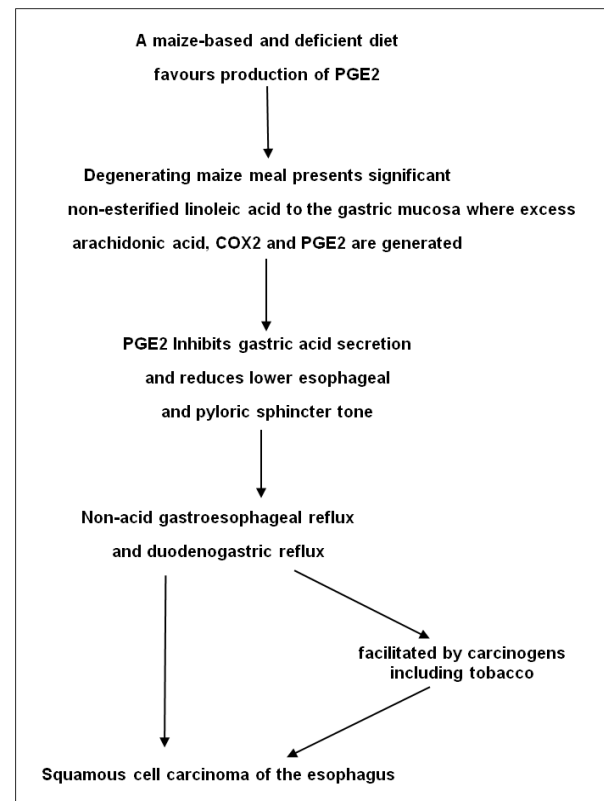 A maize-based and deficient diet
favours production of PGE2
Degenerating maize meal presents significant
non-esterified linoleic acid to the gastric mucosa where excess
arachidonic acid, COX2 and PGE2 are generated
PGE2 Inhibits gastric acid secretion
and reduces lower esophageal
and pyloric sphincter tone
Non-acid gastroesophageal reflux
and duodenogastric reflux
facilitated by carcinogens
including tobacco
Squamous cell carcinoma of the esophagus